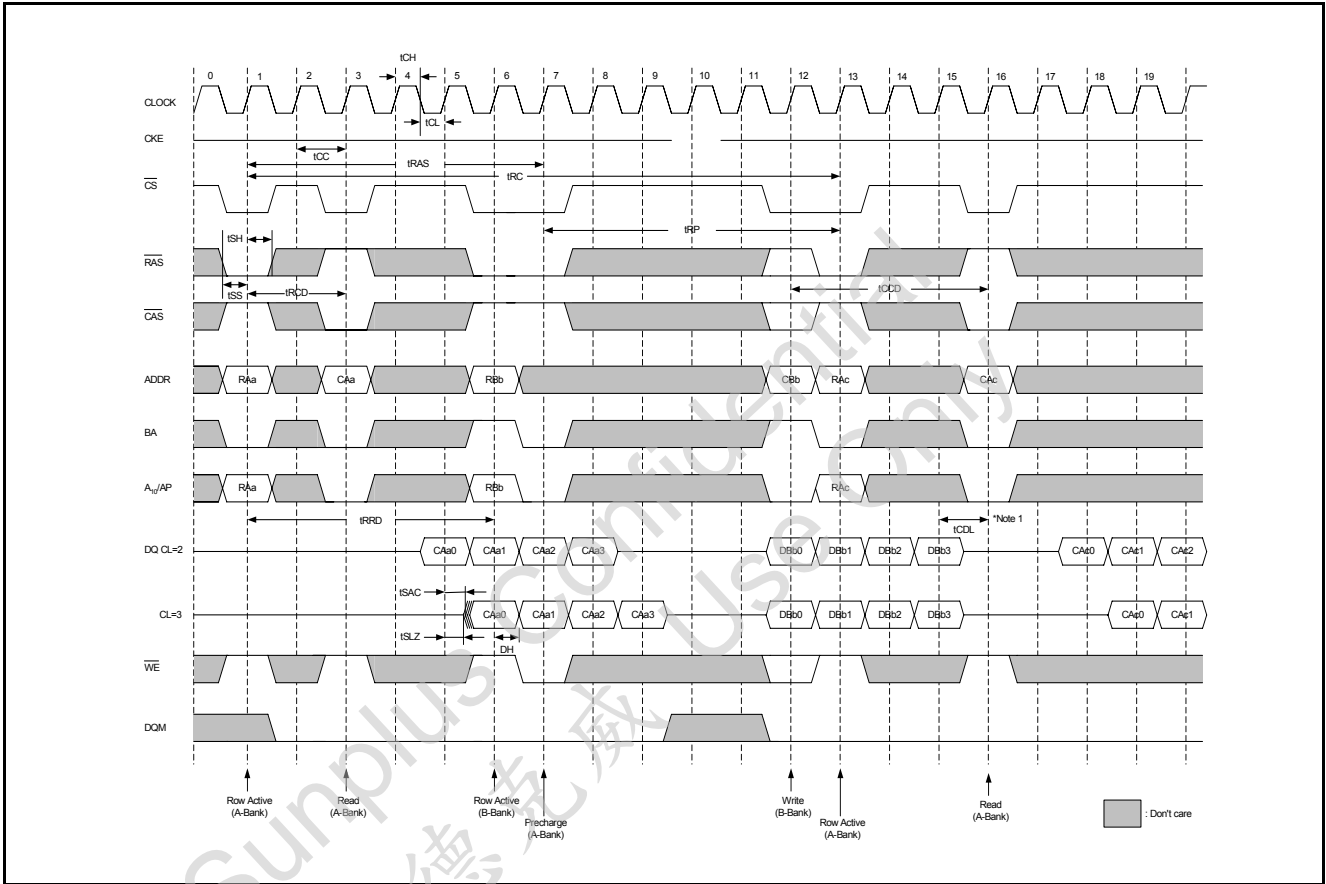 tCH
0 1 2 3 4 5 6 7 8 9 10 11 12 13 14 15 16 17 18 19
CLOCK
tCL
CKE
tCC
tRAS
tRC
CS
tRP
tSH
RAS
tSS
tRCD
tCCD
CAS
ADDR
RAa CAa RBb CBb RAc CAc
BA
A10/AP
RAa RBb RAc
tRRD
tCDL
*Note 1
DQ CL=2
CAa0 CAa1 CAa2 CAa3 DBb0 DBb1 DBb2 DBb3 CAc0 CAc1 CAc2
tSAC
CL=3
CAa0 CAa1 CAa2 CAa3 DBb0 DBb1 DBb2 DBb3 CAc0 CAc1
tSLZ
DH
WE
DQM
Row Active
(A-Bank)
Read
(A-Bank)
Row Active
(B-Bank)
Precharge
(A-Bank)
Write
(B-Bank)
Row Active
(A-Bank)
Read
(A-Bank)
: Don't care
Sunplus Confidential
德克威 Use Only